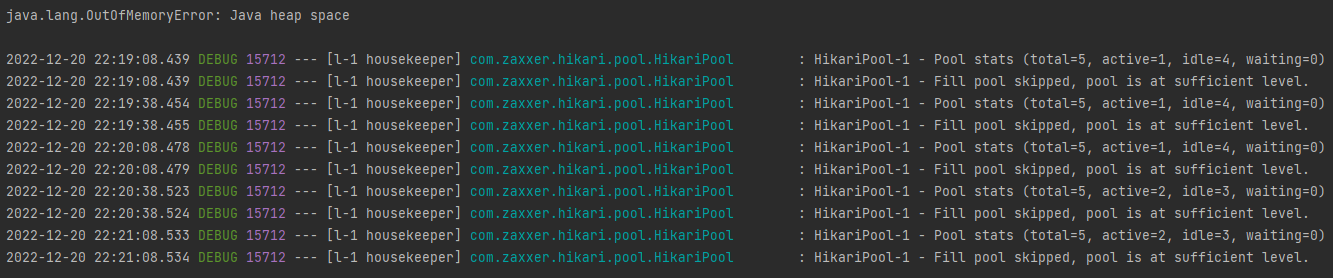 java.lang.OutOfMemoryError: Java heap space
2022-12-20 22:19:08.439 DEBUG 15712 --- [l-1 housekeeper] com.zaxxer.hikari.pool.HikariPool        : HikariPool-1 - Pool stats (total=5, active=1, idle=4, waiting=0)
2022-12-20 22:19:08.439 DEBUG 15712 --- [l-1 housekeeper] com.zaxxer.hikari.pool.HikariPool        : HikariPool-1 - Fill pool skipped, pool is at sufficient level.
2022-12-20 22:19:38.454 DEBUG 15712 --- [l-1 housekeeper] com.zaxxer.hikari.pool.HikariPool        : HikariPool-1 - Pool stats (total=5, active=1, idle=4, waiting=0)
2022-12-20 22:19:38.455 DEBUG 15712 --- [l-1 housekeeper] com.zaxxer.hikari.pool.HikariPool        : HikariPool-1 - Fill pool skipped, pool is at sufficient level.
2022-12-20 22:20:08.478 DEBUG 15712 --- [l-1 housekeeper] com.zaxxer.hikari.pool.HikariPool        : HikariPool-1 - Pool stats (total=5, active=1, idle=4, waiting=0)
2022-12-20 22:20:08.479 DEBUG 15712 --- [l-1 housekeeper] com.zaxxer.hikari.pool.HikariPool        : HikariPool-1 - Fill pool skipped, pool is at sufficient level.
2022-12-20 22:20:38.523 DEBUG 15712 --- [l-1 housekeeper] com.zaxxer.hikari.pool.HikariPool        : HikariPool-1 - Pool stats (total=5, active=2, idle=3, waiting=0)
2022-12-20 22:20:38.524 DEBUG 15712 --- [l-1 housekeeper] com.zaxxer.hikari.pool.HikariPool        : HikariPool-1 - Fill pool skipped, pool is at sufficient level.
2022-12-20 22:21:08.533 DEBUG 15712 --- [l-1 housekeeper] com.zaxxer.hikari.pool.HikariPool        : HikariPool-1 - Pool stats (total=5, active=2, idle=3, waiting=0)
2022-12-20 22:21:08.534 DEBUG 15712 --- [l-1 housekeeper] com.zaxxer.hikari.pool.HikariPool        : HikariPool-1 - Fill pool skipped, pool is at sufficient level.